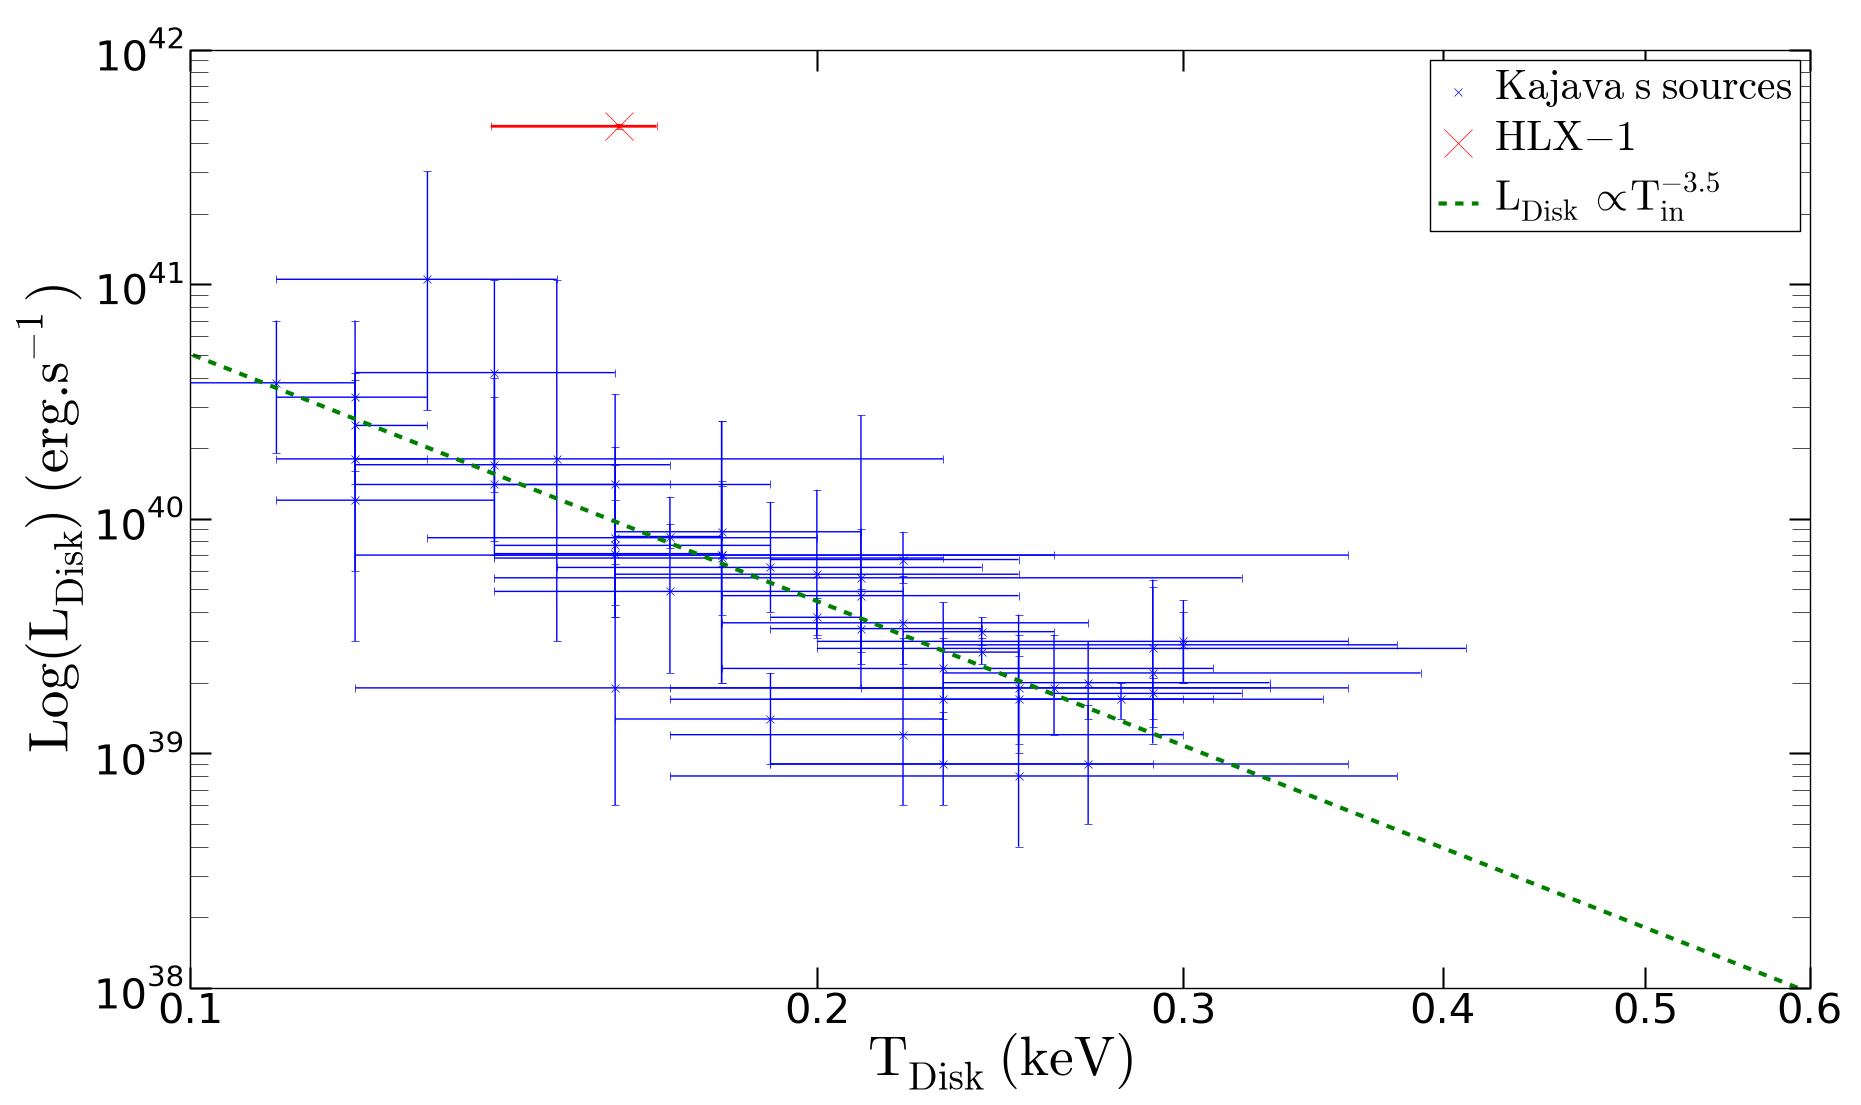 10^42
10^41
10^40
10^39
10^38
Log(L_Disk) (erg.s^−1)
Kajava s sources
HLX−1
L_Disk ∝T_in^−3.5
0.1 0.2 0.3 0.4 0.5 0.6
T_Disk (keV)